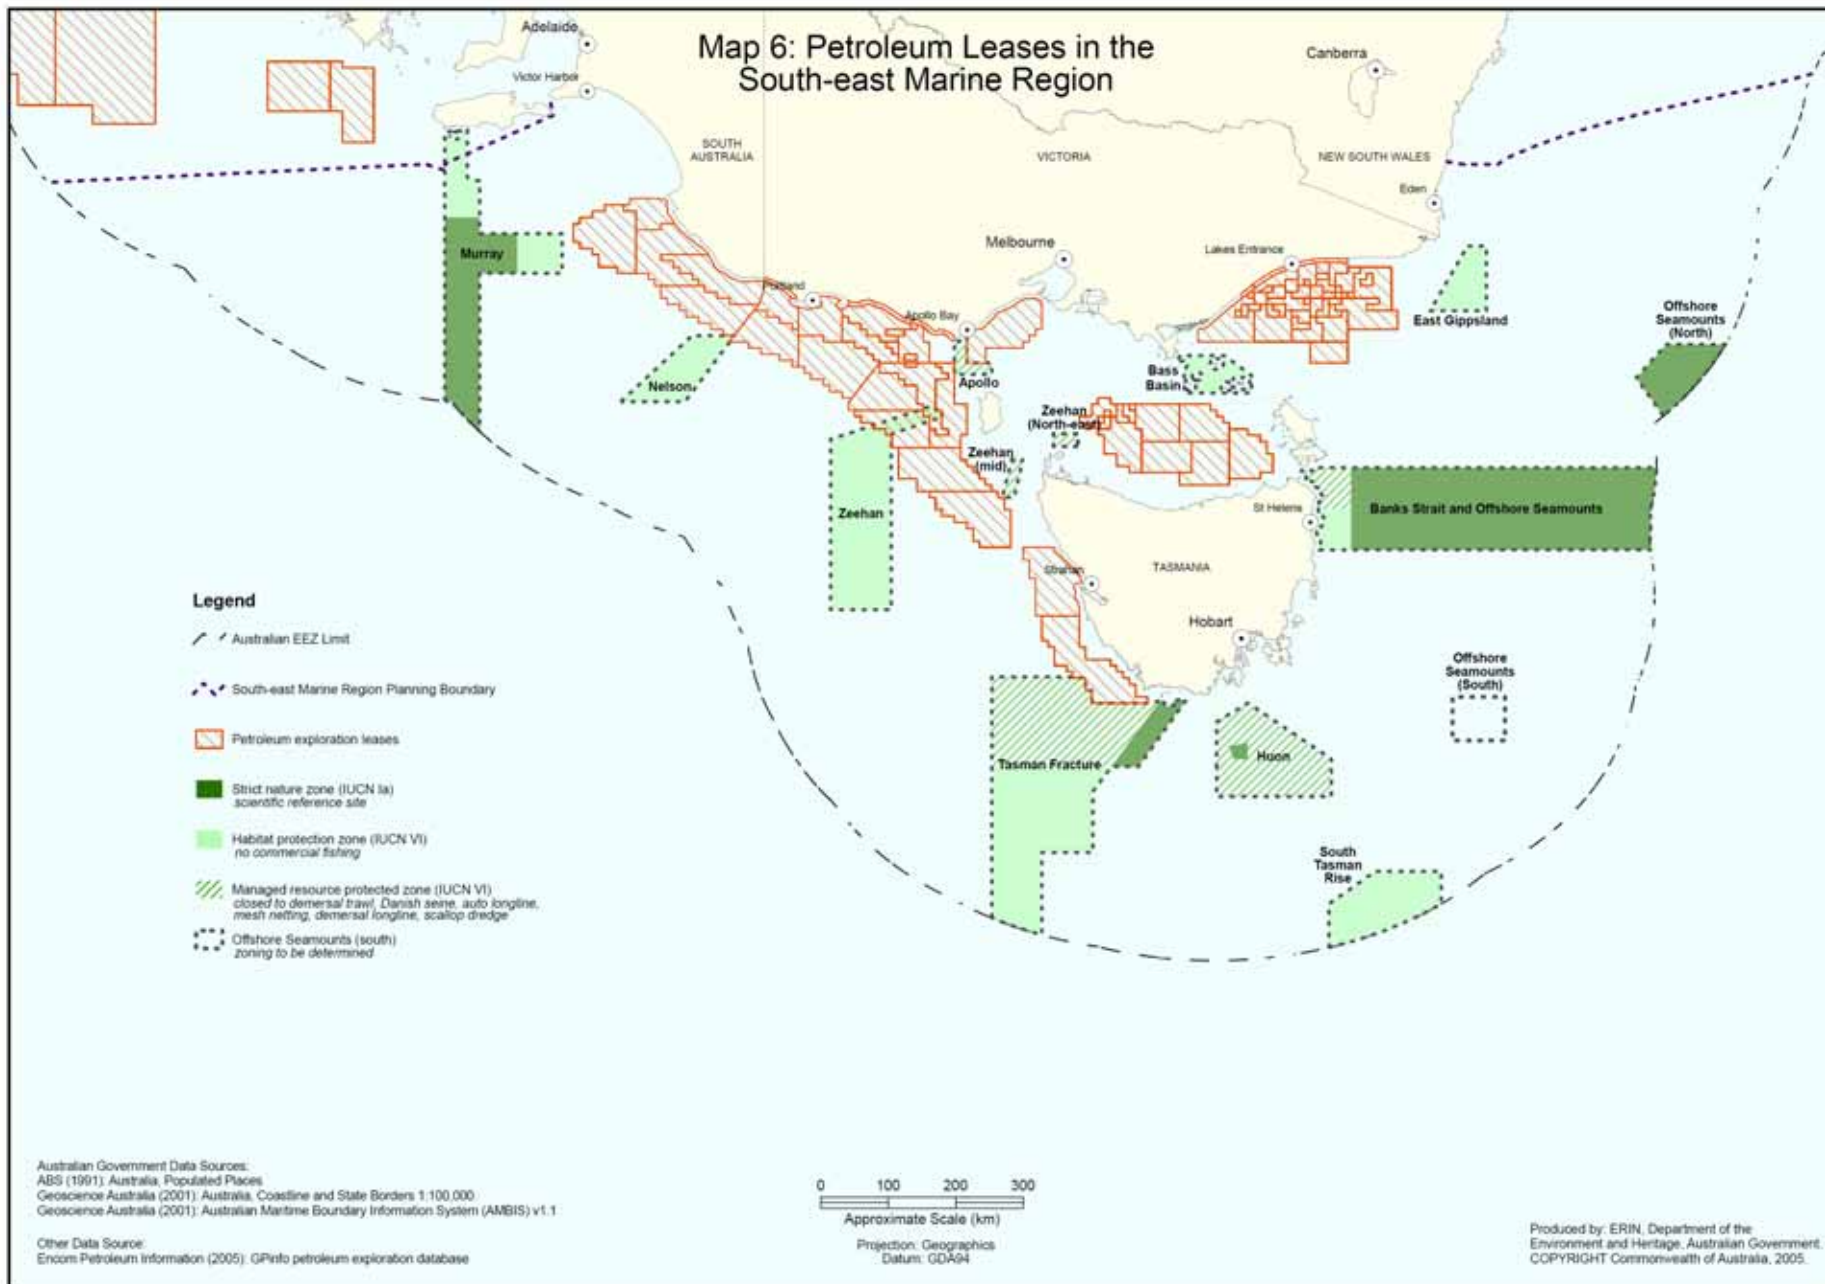 Map 6: Petroleum Leases in the
South-east Marine Region
Adelaide
Victor Harbor
Canberra
SOUTH
AUSTRALIA
VICTORIA
NEW SOUTH WALES
Eden
Melbourne
Lakes Entrance
Murray
Portland
Apollo Bay
East Gippsland
Offshore
Seamounts
(North)
Nelson
Apollo
Bass
Basin
Zeehan
(North-east)
Zeehan
(mid)
Zeehan
St Helens
Banks Strait and Offshore Seamounts
Strahan
TASMANIA
Hobart
Offshore
Seamounts
(South)
Tasman Fracture
Huon
South
Tasman
Rise
Legend
Australian EEZ Limit
South-east Marine Region Planning Boundary
Petroleum exploration leases
Strict nature zone (IUCN Ia)
scientific reference site
Habitat protection zone (IUCN VI)
no commercial fishing
Managed resource protected zone (IUCN VI)
closed to demersal trawl, Danish seine, auto longline,
mesh netting, demersal longline, scallop dredge
Offshore Seamounts (south)
zoning to be determined
Australian Government Data Sources:
ABS (1991): Australia, Populated Places
Geoscience Australia (2001): Australia, Coastline and State Borders 1:100,000
Geoscience Australia (2001): Australian Maritime Boundary Information System (AMBIS) v1.1
Other Data Source:
Encom Petroleum Information (2005): GPinfo petroleum exploration database
0 100 200 300
Approximate Scale (km)
Projection: Geographics
Datum: GDA94
Produced by: ERIN, Department of the
Environment and Heritage, Australian Government.
COPYRIGHT Commonwealth of Australia, 2005.